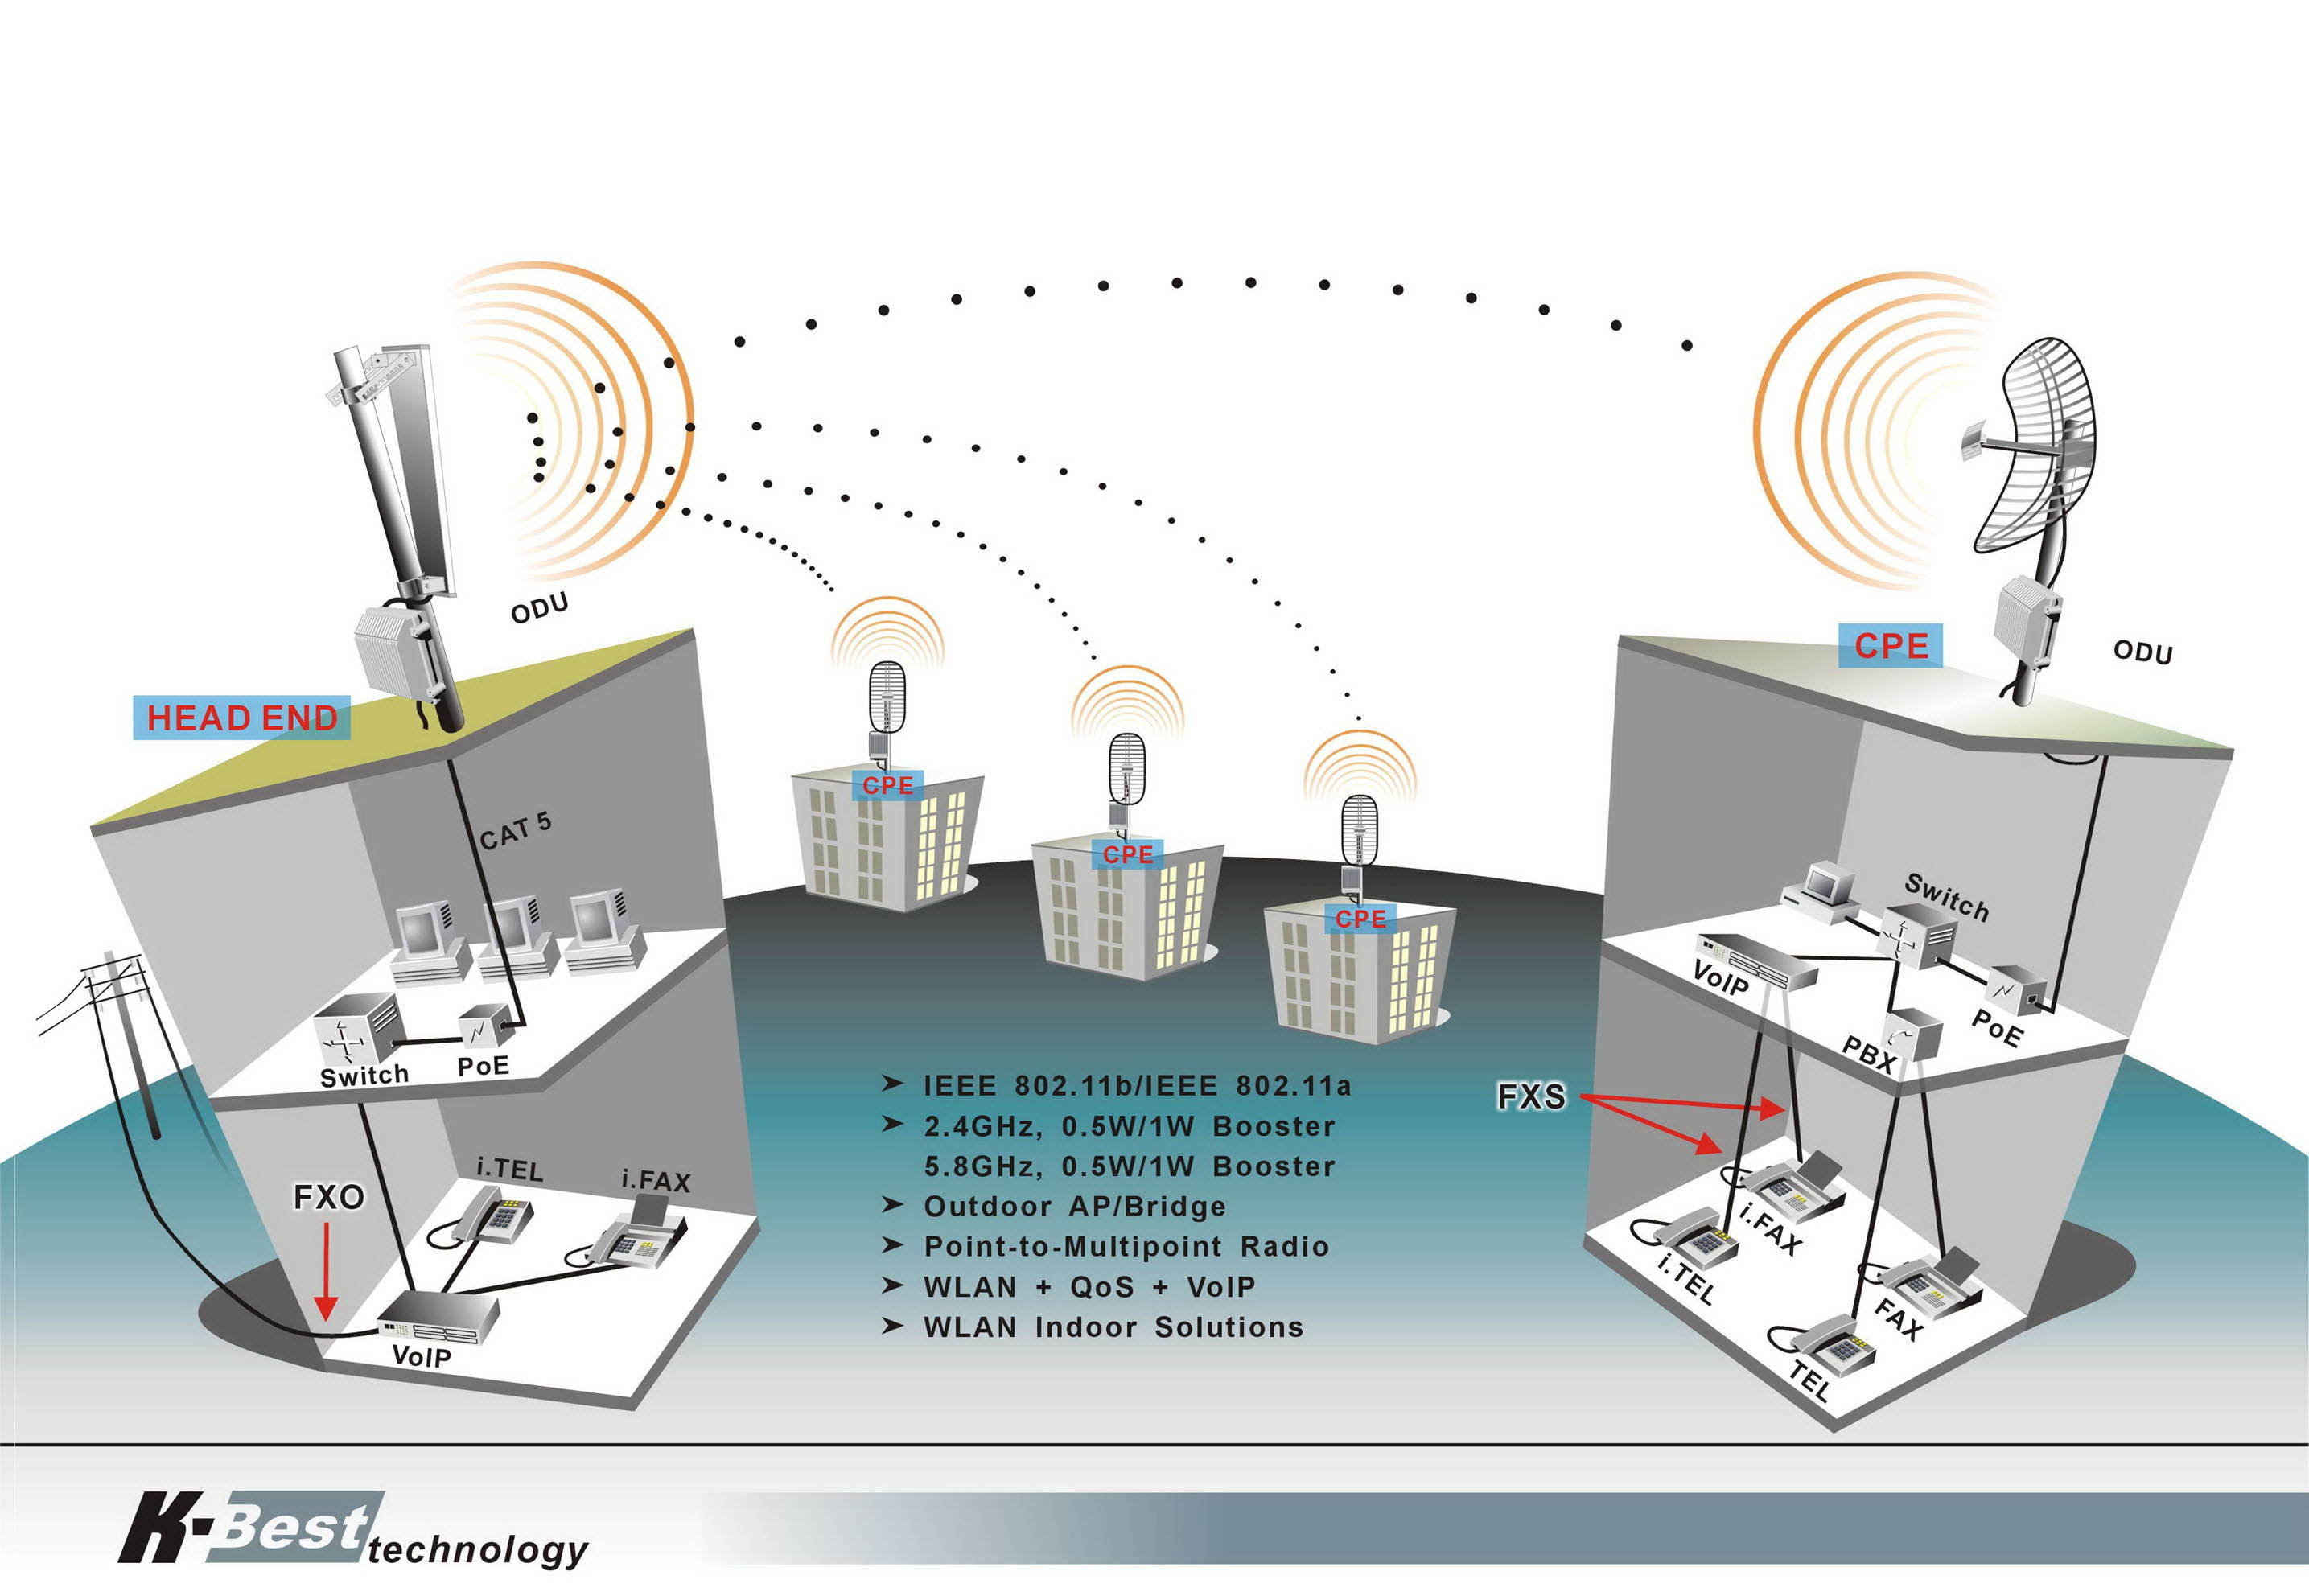 ODU
HEAD END
CAT 5
Switch
PoE
FXO
i.TEL
i.FAX
VoIP
CPE
CPE
CPE
➢ IEEE 802.11b/IEEE 802.11a
➢ 2.4GHz, 0.5W/1W Booster
5.8GHz, 0.5W/1W Booster
➢ Outdoor AP/Bridge
➢ Point-to-Multipoint Radio
➢ WLAN + QoS + VoIP
➢ WLAN Indoor Solutions
CPE
ODU
Switch
VoIP
PoE
PBX
FXS
i.FAX
i.TEL
FAX
TEL
K-Best technology